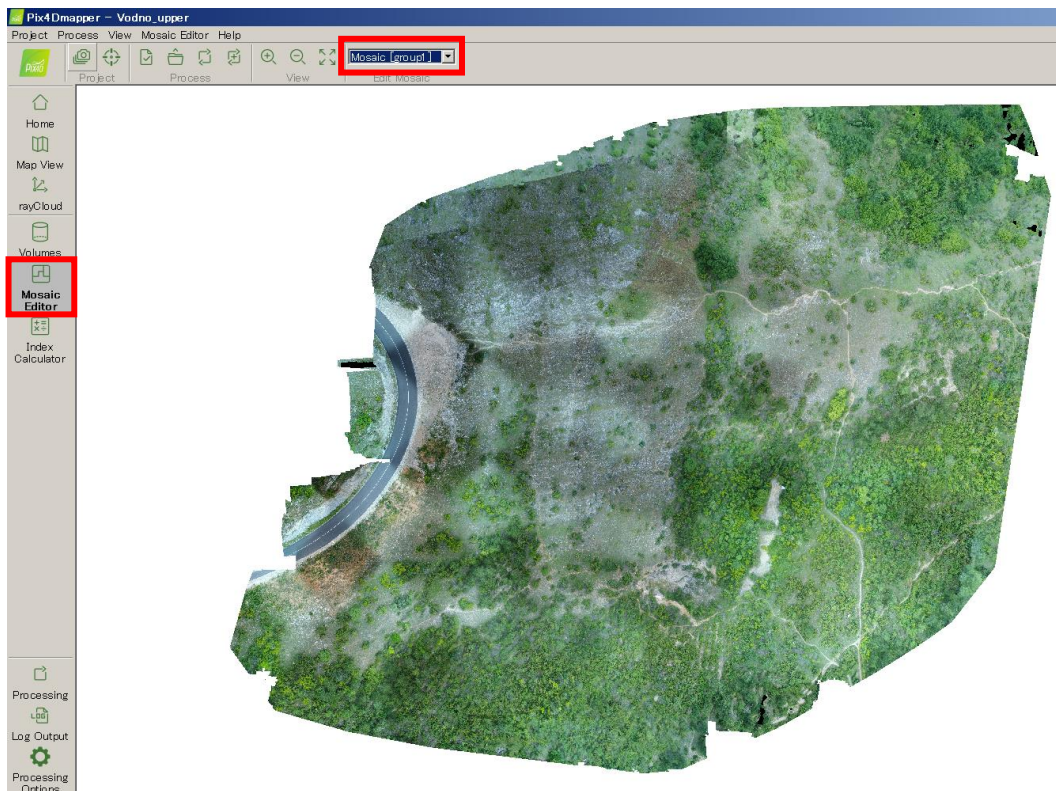 Pix4Dmapper - Vodno_upper
Project Process View Mosaic Editor Help
Mosaic [group1]
Project Process View Edit Mosaic
Home
Map View
rayCloud
Volumes
Mosaic
Editor
Index
Calculator
Processing
Log Output
Processing
Options